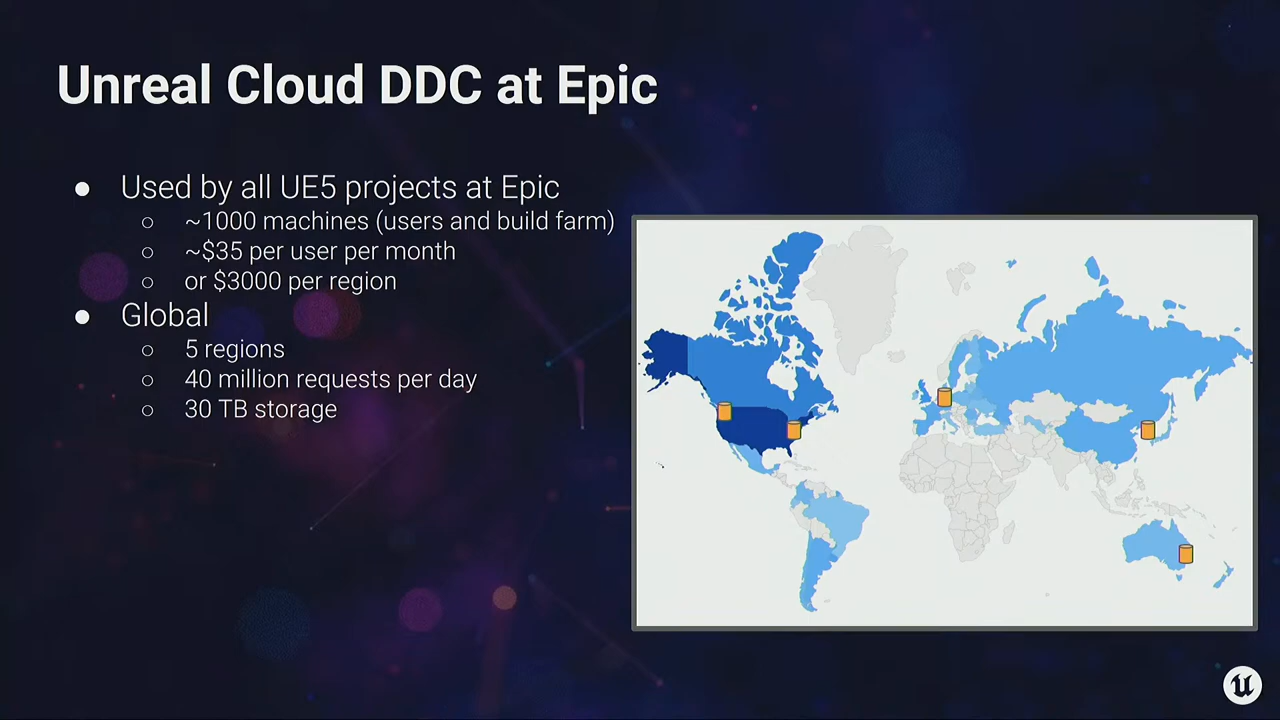 Unreal Cloud DDC at Epic
● Used by all UE5 projects at Epic
○ ~1000 machines (users and build farm)
○ ~$35 per user per month
○ or $3000 per region
● Global
○ 5 regions
○ 40 million requests per day
○ 30 TB storage